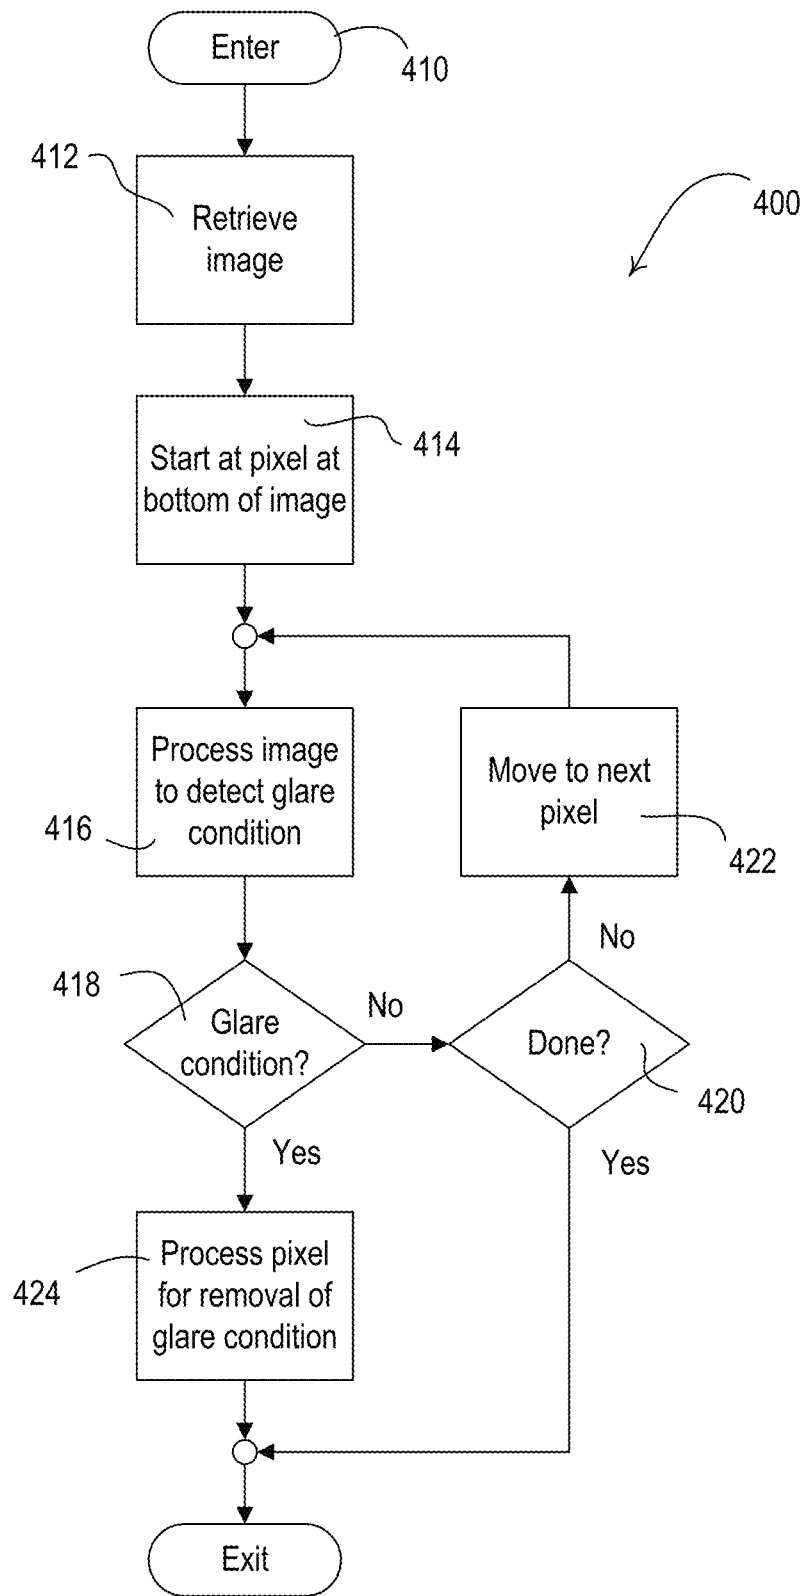 Enter
410
412
Retrieve
image
400
414
Start at pixel at
bottom of image
Process image
to detect glare
condition
416
Move to next
pixel
422
No
418
Glare
condition?
No
Done?
420
Yes
Yes
424
Process pixel
for removal of
glare condition
Exit